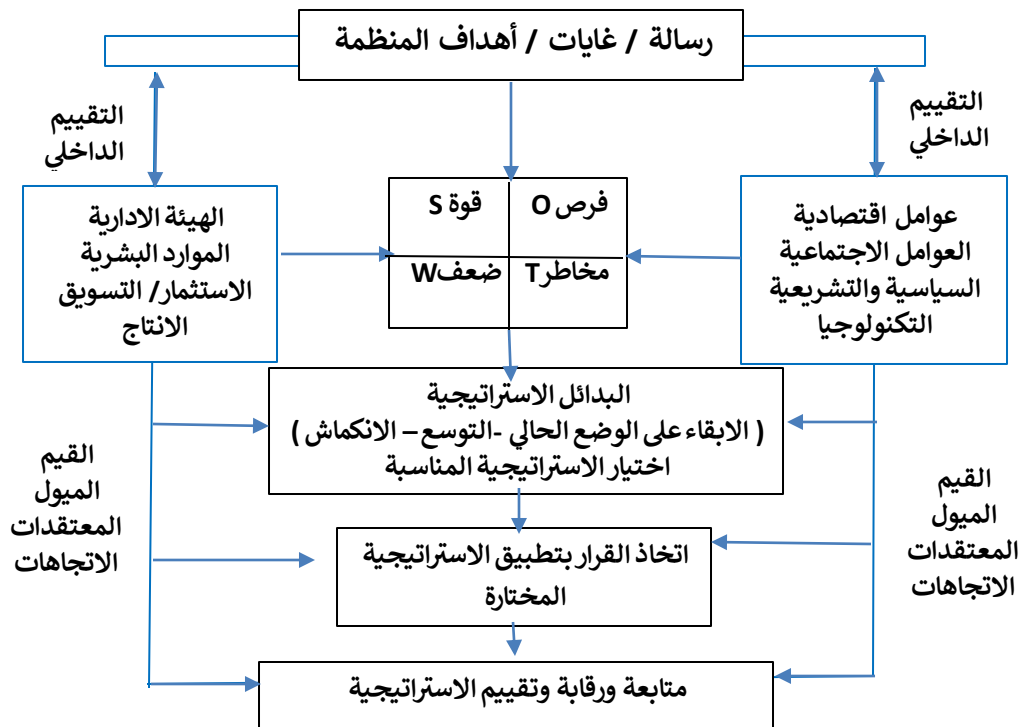 رسالة / غايات / أهداف المنظمة
التقييم
الداخلي
التقييم
الداخلي
عوامل اقتصادية
العوامل الاجتماعية
السياسية والتشريعية
التكنولوجيا
فرص O
قوة S
مخاطر T
ضعف W
الهيئة الادارية
الموارد البشرية
الاستثمار/ التسويق
الانتاج
البدائل الاستراتيجية
( الابقاء على الوضع الحالي -التوسع – الانكماش )
اختيار الاستراتيجية المناسبة
القيم
الميول
المعتقدات
الاتجاهات
القيم
الميول
المعتقدات
الاتجاهات
اتخاذ القرار بتطبيق الاستراتيجية
المختارة
متابعة ورقابة وتقييم الاستراتيجية